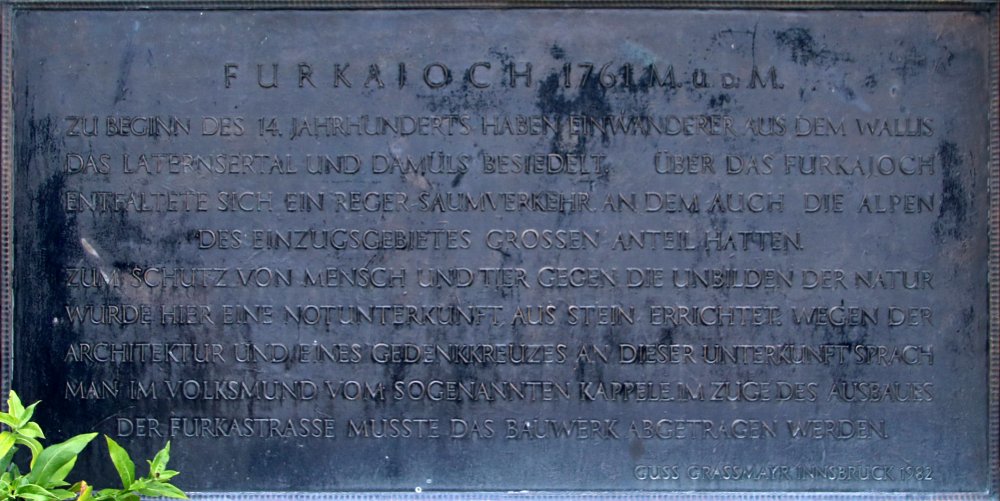 FURKAJOCH 1761 M. ü. D. M.
ZU BEGINN DES 14. JAHRHUNDERTS HABEN EINWANDERER AUS DEM WALLIS
DAS LATERNSERTAL UND DAMÜLS BESIEDELT. ÜBER DAS FURKAJOCH
ENTFALTETE SICH EIN REGER SAUMVERKEHR, AN DEM AUCH DIE ALPEN
DES EINZUGSGEBIETES GROSSEN ANTEIL HATTEN.
ZUM SCHUTZ VON MENSCH UND TIER GEGEN DIE UNBILDEN DER NATUR
WURDE HIER EINE NOTUNTERKUNFT AUS STEIN ERRICHTET. WEGEN DER
ARCHITEKTUR UND EINES GEDENKKREUZES AN DIESER UNTERKUNFT SPRACH
MAN IM VOLKSMUND VOM SOGENANNTEN KAPPELE. IM ZUGE DES AUSBAUES
DER FURKASTRASSE MUSSTE DAS BAUWERK ABGETRAGEN WERDEN.
GUSS GRASSMAYR INNSBRUCK 1982